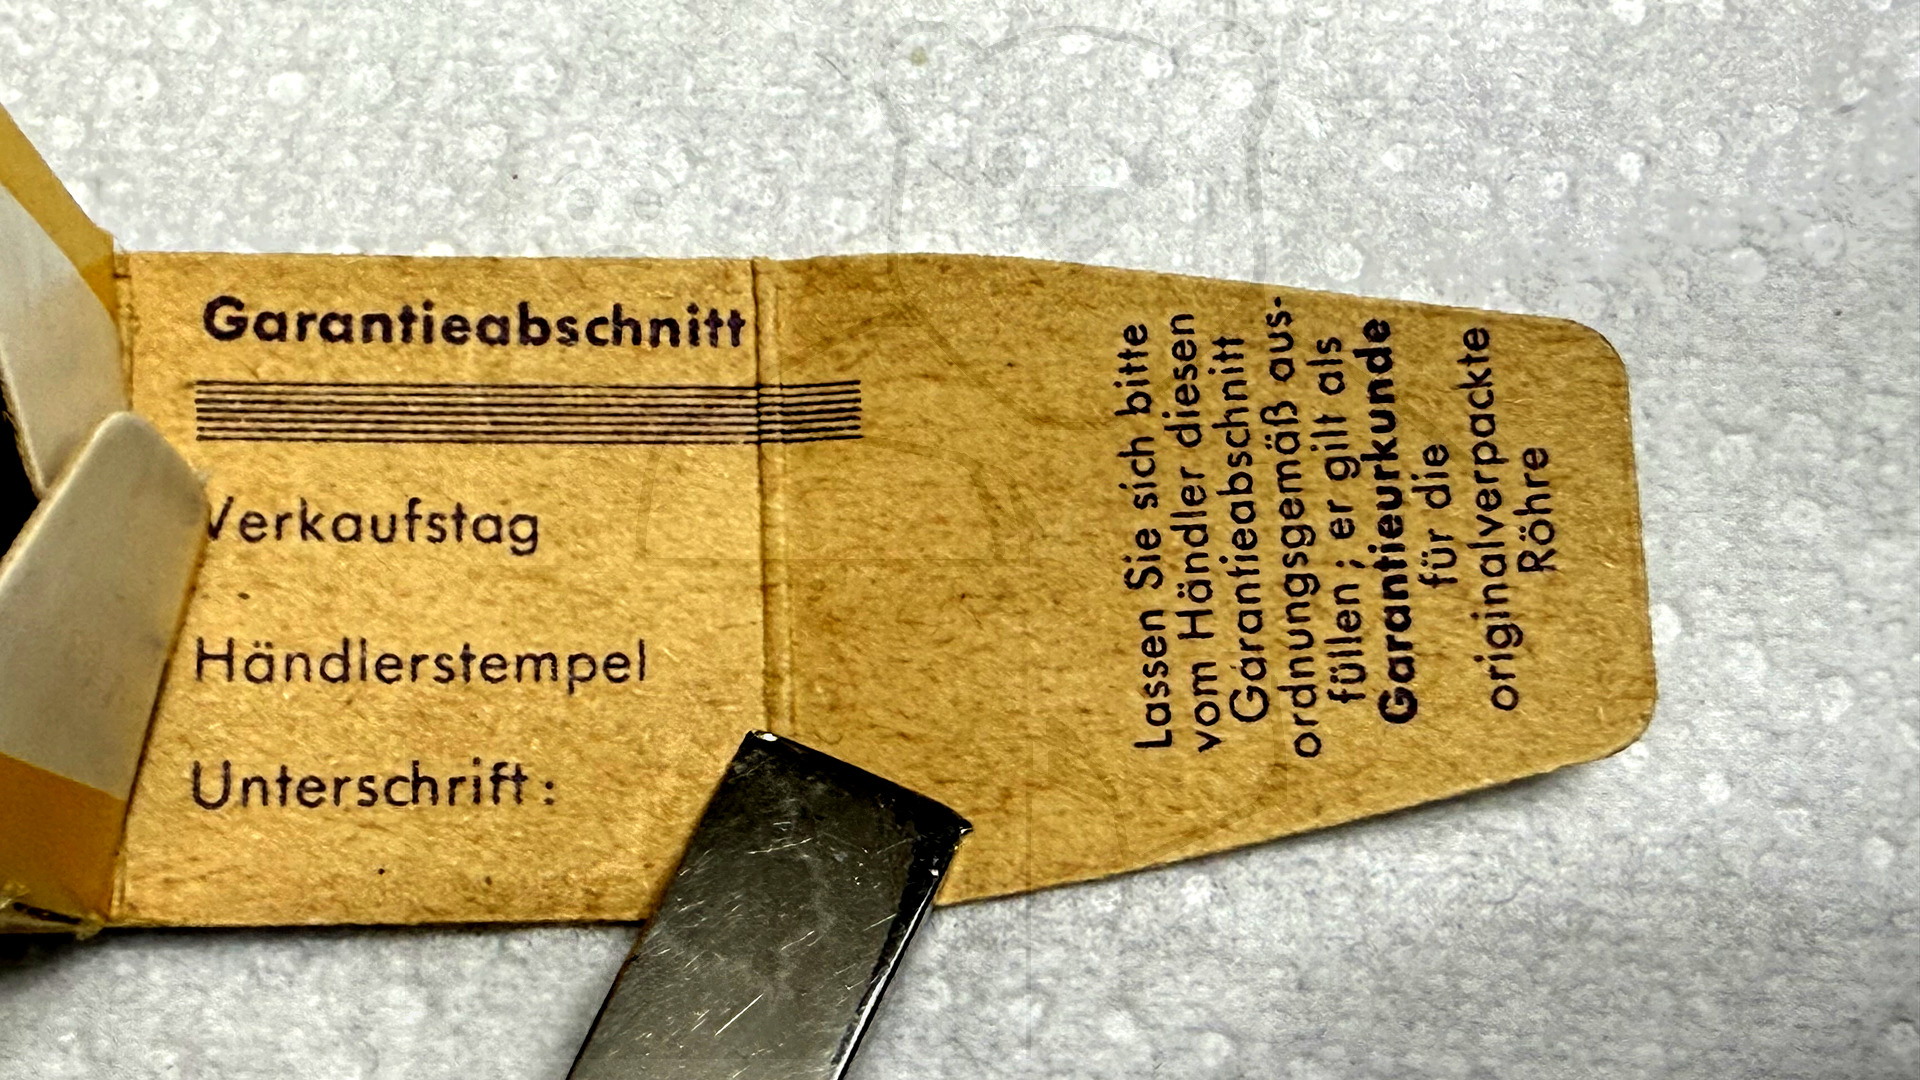 Garantieabschnitt
Verkaufstag
Händlerstempel
Unterschrift:
Lassen Sie sich bitte
vom Händler diesen
Garantieabschnitt
ordnungsgemäß aus-
füllen; er gilt als
Garantieurkunde
für die
originalverpackte
Röhre